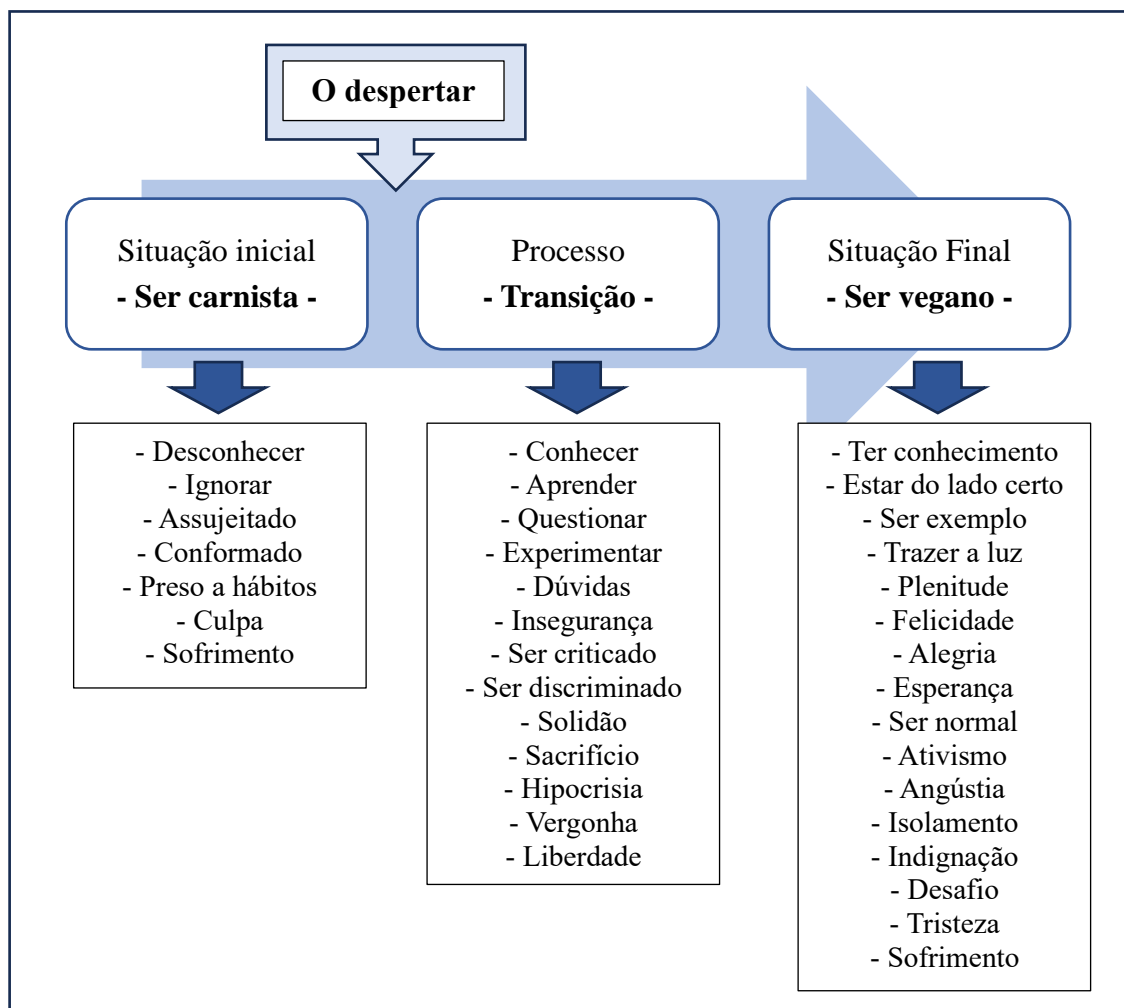 O despertar
Situação inicial
- Ser carnista -
Processo
- Transição -
Situação Final
- Ser vegano -
- Desconhecer
- Ignorar
- Assujeitado
- Conformado
- Preso a hábitos
- Culpa
- Sofrimento
- Conhecer
- Aprender
- Questionar
- Experimentar
- Dúvidas
- Insegurança
- Ser criticado
- Ser discriminado
- Solidão
- Sacrifício
- Hipocrisia
- Vergonha
- Liberdade
- Ter conhecimento
- Estar do lado certo
- Ser exemplo
- Trazer a luz
- Plenitude
- Felicidade
- Alegria
- Esperança
- Ser normal
- Ativismo
- Angústia
- Isolamento
- Indignação
- Desafio
- Tristeza
- Sofrimento